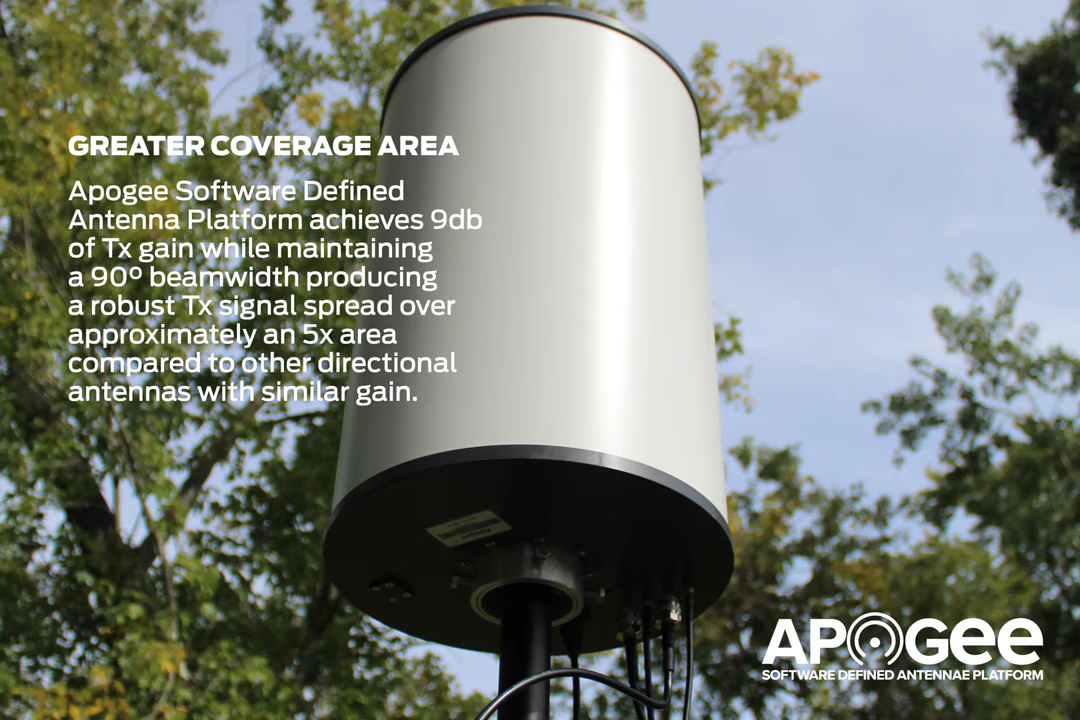 GREATER COVERAGE AREA
Apogee Software Defined
Antenna Platform achieves 9db
of Tx gain while maintaining
a 90º beamwidth producing
a robust Tx signal spread over
approximately an 5x area
compared to other directional
antennas with similar gain.
APOGEE
SOFTWARE DEFINED ANTENNAE PLATFORM